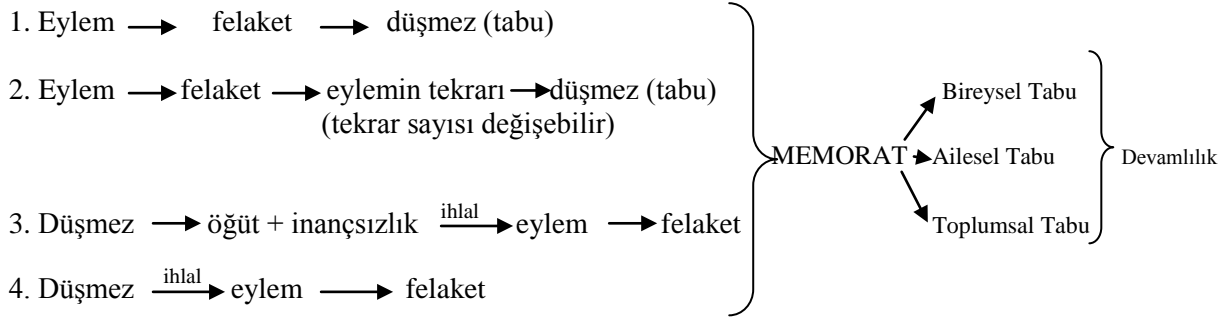 1. Eylem felaket düşmez (tabu)
2. Eylem felaket eylemin tekrarı düşmez (tabu)
(tekrar sayısı değişebilir)
3. Düşmez öğüt + inançsızlık ihlal eylem felaket
4. Düşmez ihlal eylem felaket
MEMORAT
Bireysel Tabu
Ailesel Tabu
Toplumsal Tabu
Devamlılık